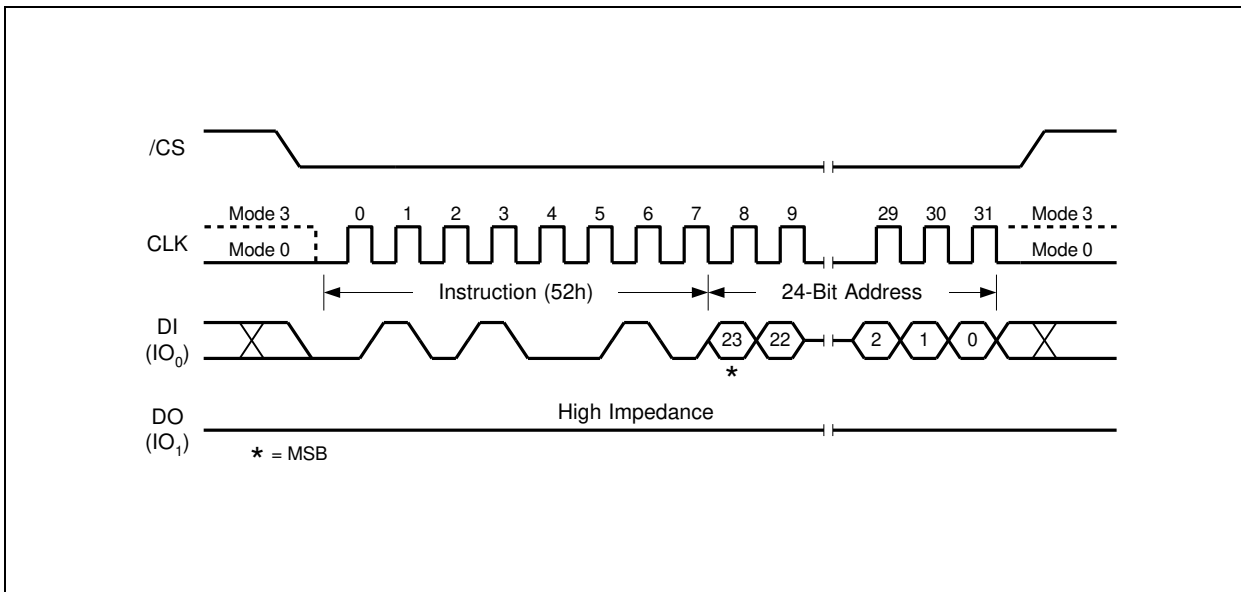 /CS
Mode 3 0 1 2 3 4 5 6 7 8 9 29 30 31 Mode 3
CLK
Mode 0 Mode 0
Instruction (52h) 24-Bit Address
DI
(IO0)
23 22 2 1 0
*
High Impedance
DO
(IO1)
* = MSB